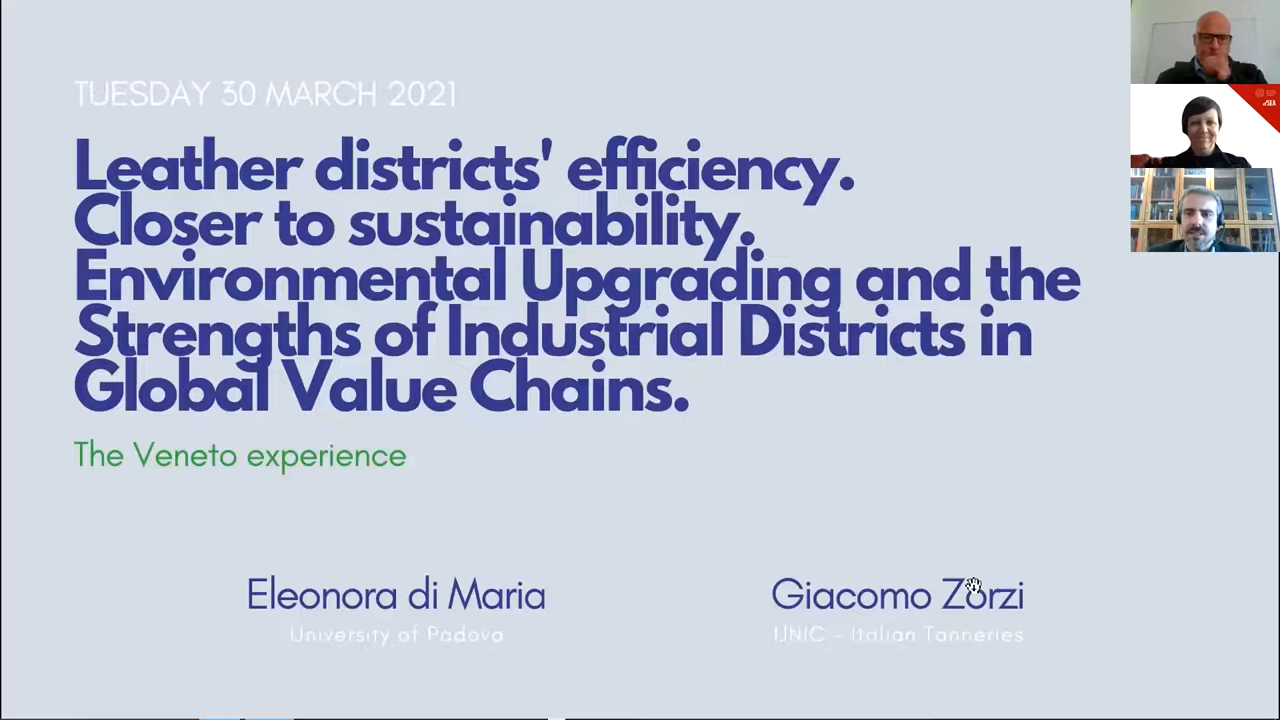 TUESDAY 30 MARCH 2021
Leather districts' efficiency.
Closer to sustainability.
Environmental Upgrading and the
Strengths of Industrial Districts in
Global Value Chains.
The Veneto experience
Eleonora di Maria
Giacomo Zorzi
University of Padova
UNIC - Italian Tanneries